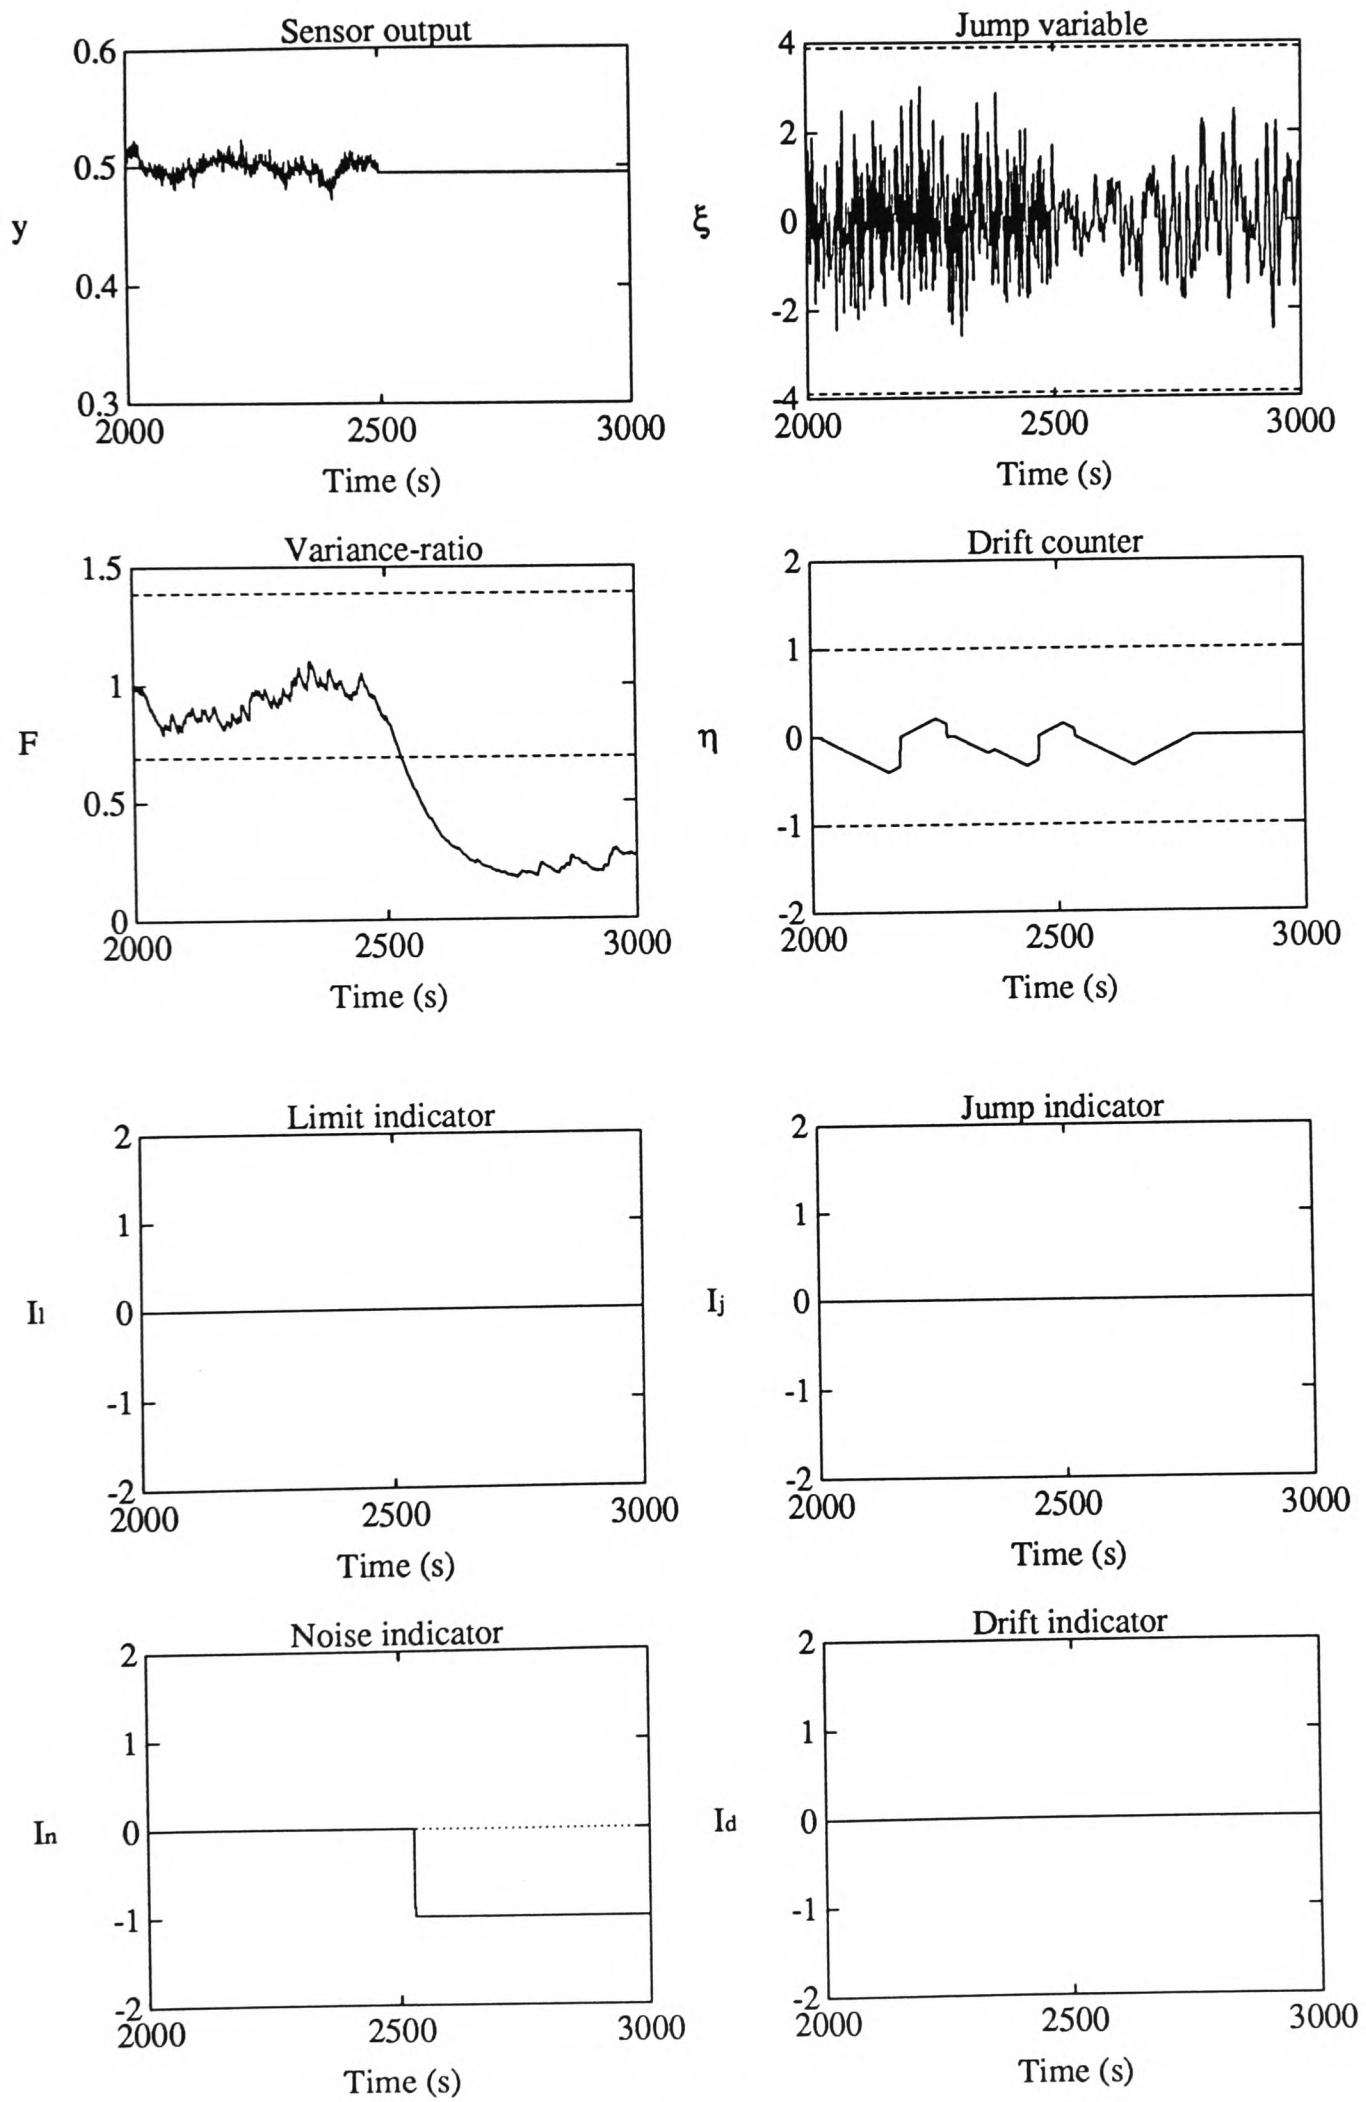 Sensor output
0.6
0.5
0.4
0.3
y
2000 2500 3000
Time (s)
Jump variable
4
2
0
-2
-4
ξ
2000 2500 3000
Time (s)
Variance-ratio
1.5
1
0.5
0
F
2000 2500 3000
Time (s)
Drift counter
2
1
0
-1
-2
η
2000 2500 3000
Time (s)
Limit indicator
2
1
0
-1
-2
Il
2000 2500 3000
Time (s)
Jump indicator
2
1
0
-1
-2
Ij
2000 2500 3000
Time (s)
Noise indicator
2
1
0
-1
-2
In
2000 2500 3000
Time (s)
Drift indicator
2
1
0
-1
-2
Id
2000 2500 3000
Time (s)